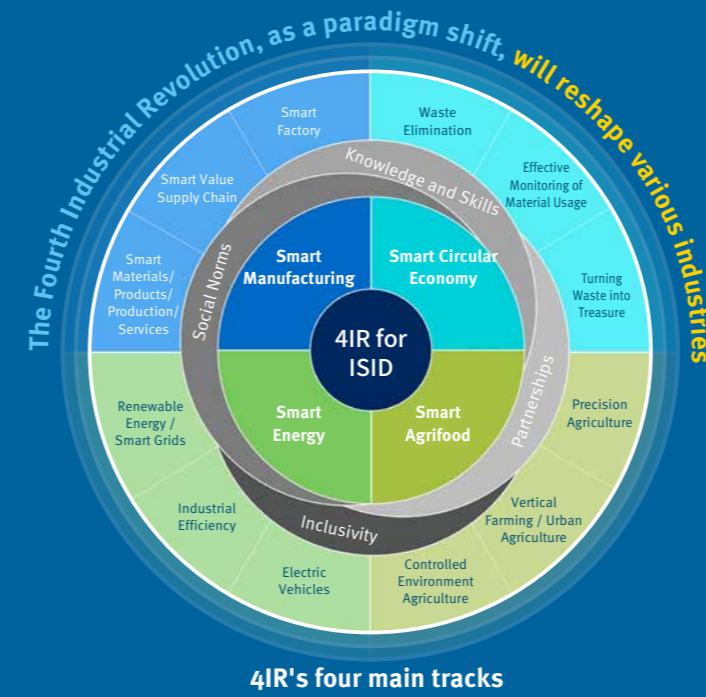 The Fourth Industrial Revolution, as a paradigm shift, will reshape various industries
Smart
Factory
Waste
Elimination
Smart Value
Supply Chain
Effective
Monitoring of
Material Usage
Smart
Materials/
Products/
Production/
Services
Turning
Waste into
Treasure
Knowledge and Skills
Social Norms
Partnerships
Inclusivity
Smart
Manufacturing
Smart Circular
Economy
4IR for
ISID
Smart
Energy
Smart
Agrifood
Renewable
Energy /
Smart Grids
Precision
Agriculture
Industrial
Efficiency
Vertical
Farming / Urban
Agriculture
Electric
Vehicles
Controlled
Environment
Agriculture
4IR's four main tracks